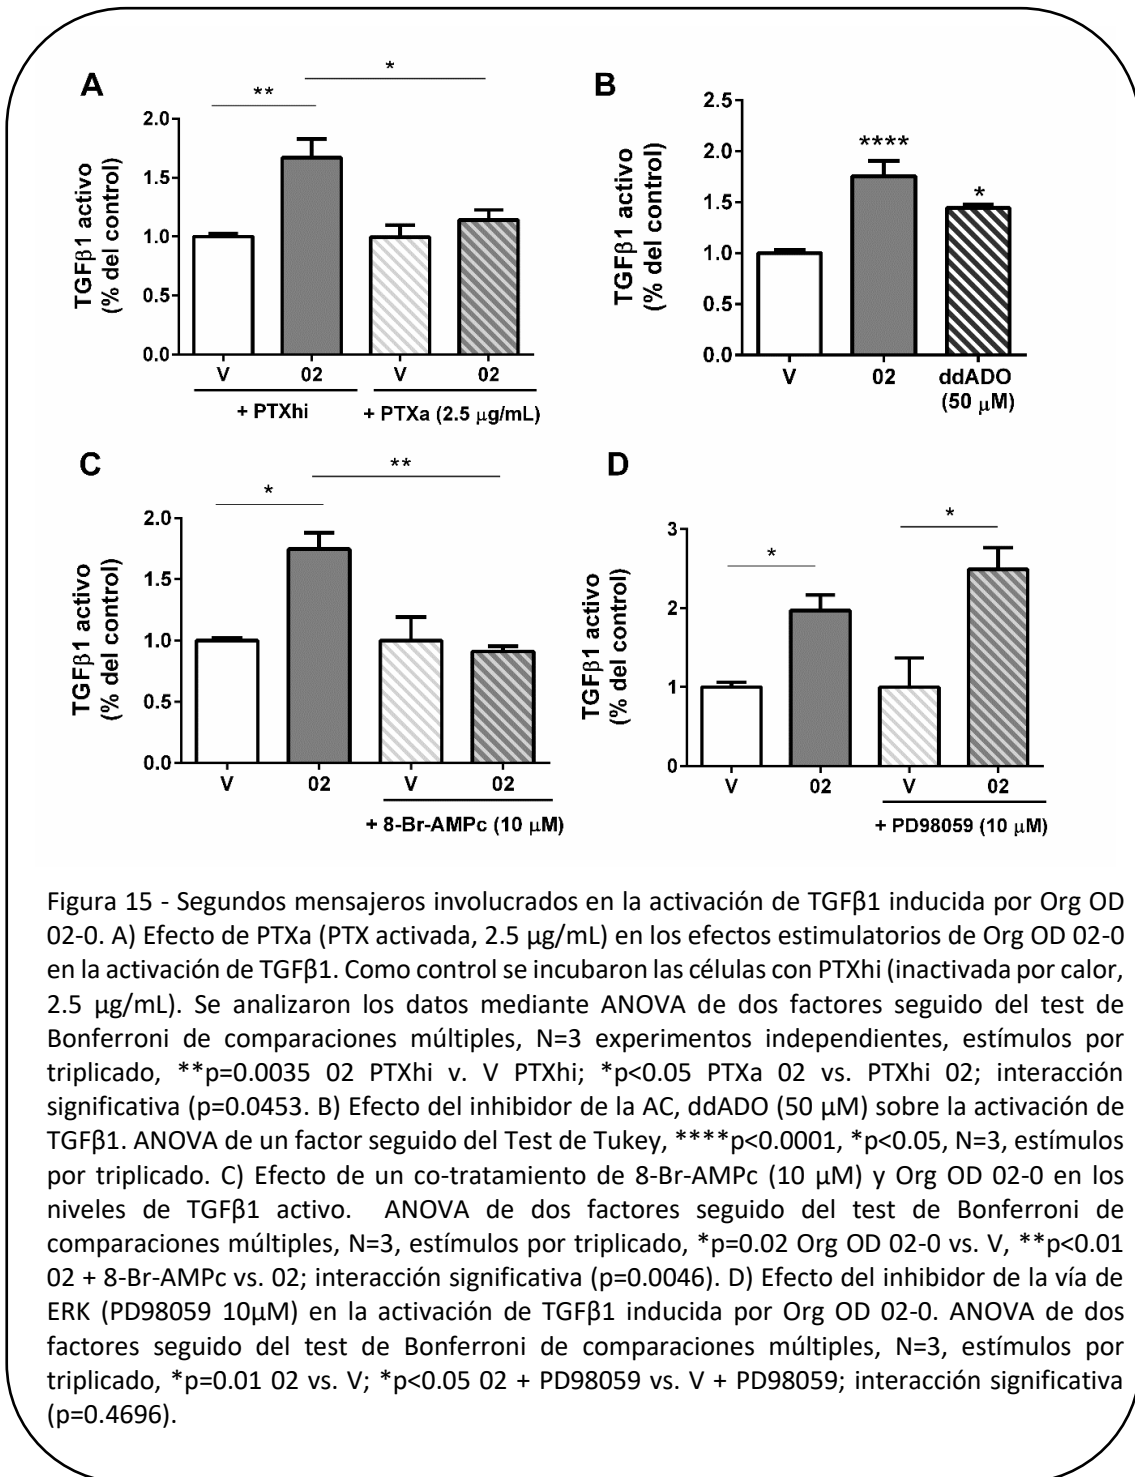 A
**
*
TGFβ1 activo
(% del control)
2.0
1.5
1.0
0.5
0.0
V
02
V
02
+ PTXhi
+ PTXa (2.5 μg/mL)
B
TGFβ1 activo
(% del control)
2.5
2.0
1.5
1.0
0.5
0.0
****
*
V
02
ddADO
(50 μM)
C
*
**
TGFβ1 activo
(% del control)
2.0
1.5
1.0
0.5
0.0
V
02
V
02
+ 8-Br-AMPc (10 μM)
D
*
*
TGFβ1 activo
(% del control)
3
2
1
0
V
02
V
02
+ PD98059 (10 μM)
Figura 15 - Segundos mensajeros involucrados en la activación de TGFβ1 inducida por Org OD
02-0. A) Efecto de PTXa (PTX activada, 2.5 μg/mL) en los efectos estimulatorios de Org OD 02-0
en la activación de TGFβ1. Como control se incubaron las células con PTXhi (inactivada por calor,
2.5 μg/mL). Se analizaron los datos mediante ANOVA de dos factores seguido del test de
Bonferroni de comparaciones múltiples, N=3 experimentos independientes, estímulos por
triplicado, **p=0.0035 02 PTXhi v. V PTXhi; *p<0.05 PTXa 02 vs. PTXhi 02; interacción
significativa (p=0.0453. B) Efecto del inhibidor de la AC, ddADO (50 μM) sobre la activación de
TGFβ1. ANOVA de un factor seguido del Test de Tukey, ****p<0.0001, *p<0.05, N=3, estímulos
por triplicado. C) Efecto de un co-tratamiento de 8-Br-AMPc (10 μM) y Org OD 02-0 en los
niveles de TGFβ1 activo. ANOVA de dos factores seguido del test de Bonferroni de
comparaciones múltiples, N=3, estímulos por triplicado, *p=0.02 Org OD 02-0 vs. V, **p<0.01
02 + 8-Br-AMPc vs. 02; interacción significativa (p=0.0046). D) Efecto del inhibidor de la vía de
ERK (PD98059 10μM) en la activación de TGFβ1 inducida por Org OD 02-0. ANOVA de dos
factores seguido del test de Bonferroni de comparaciones múltiples, N=3, estímulos por
triplicado, *p=0.01 02 vs. V; *p<0.05 02 + PD98059 vs. V + PD98059; interacción significativa
(p=0.4696).